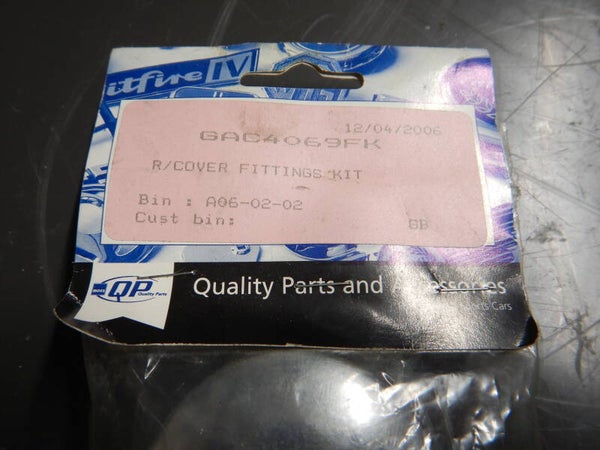 itfire IV
12/04/2006
GAC4069FK
R/COVER FITTINGS KIT
Bin : A06-02-02
Cust bin:
GB
MOSS QP Quality Parts
Quality Parts and Accessories
Cars